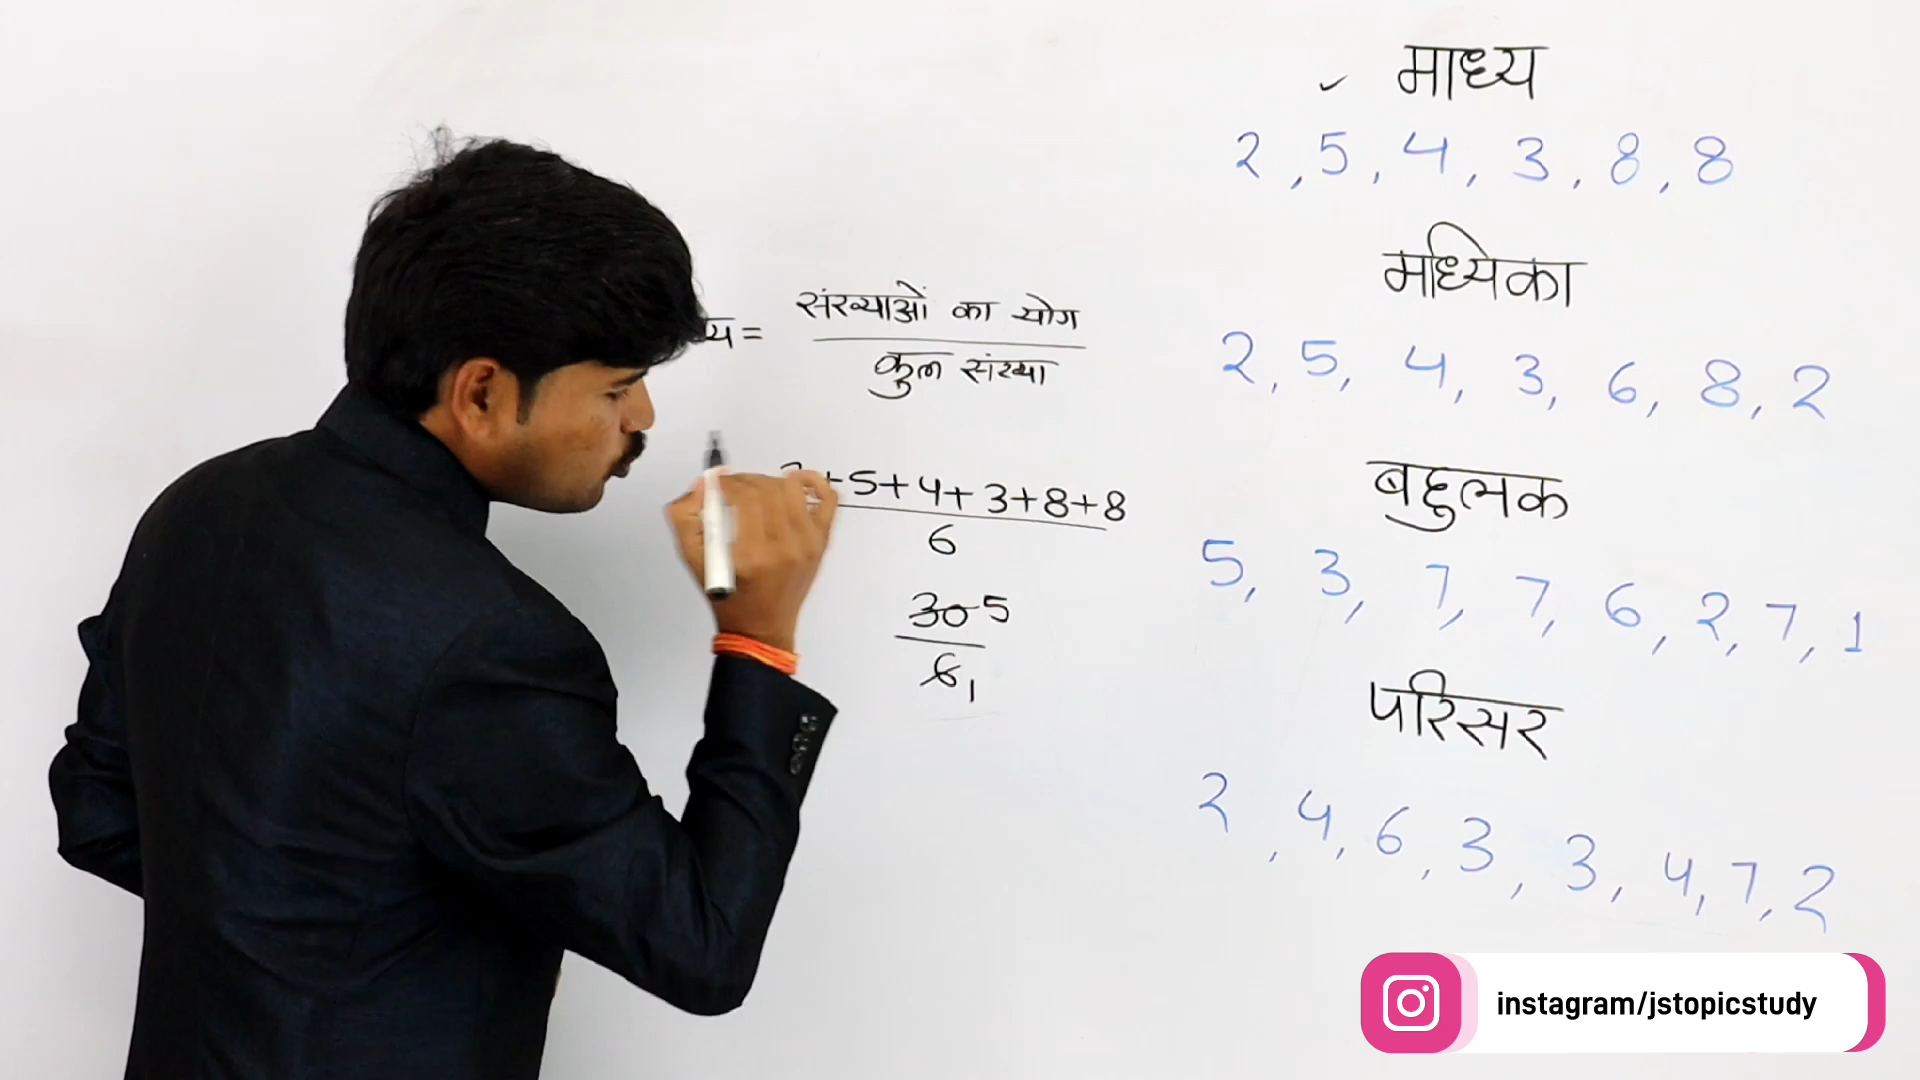 माध्य
2, 5, 4, 3, 8, 8
मध्यिका
2, 5, 4, 3, 6, 8, 2
बहुलक
5, 3, 7, 7, 6, 2, 7, 1
परिसर
2, 4, 6, 3, 3, 4, 7, 2
संख्याओं का योग
=
कुल संख्या
+5+4+3+8+8
6
30 5
6 1
instagram/jstopicstudy